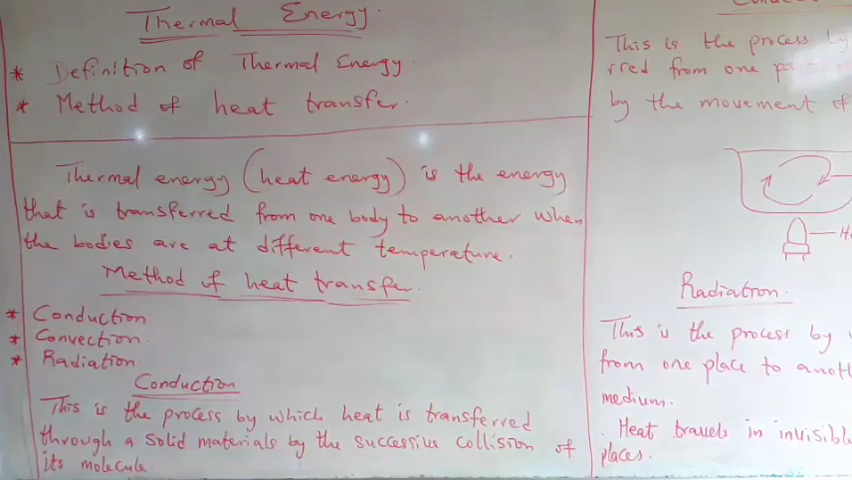 Thermal Energy.
* Definition of Thermal Energy.
* Method of heat transfer.
Thermal energy (heat energy) is the energy
that is transferred from one body to another when
the bodies are at different temperature.
Method of heat transfer.
* Conduction
* Convection.
* Radiation
Conduction
This is the process by which heat is transferred
through a solid materials by the successive collision of
its molecule.
This is the process by
rred from one
by the movement of
Radiation.
This is the process by
from one place to
medium.
Heat travels in
places.